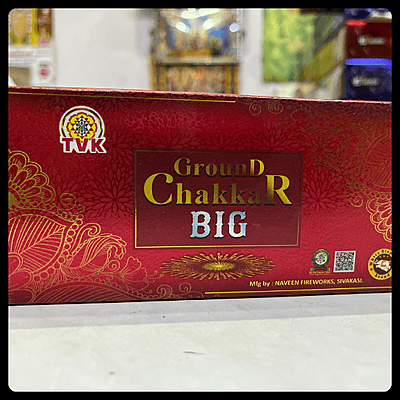 TVK
GrounD
ChakkaR
BIG
Mfg by : NAVEEN FIREWORKS, SIVAKASI.